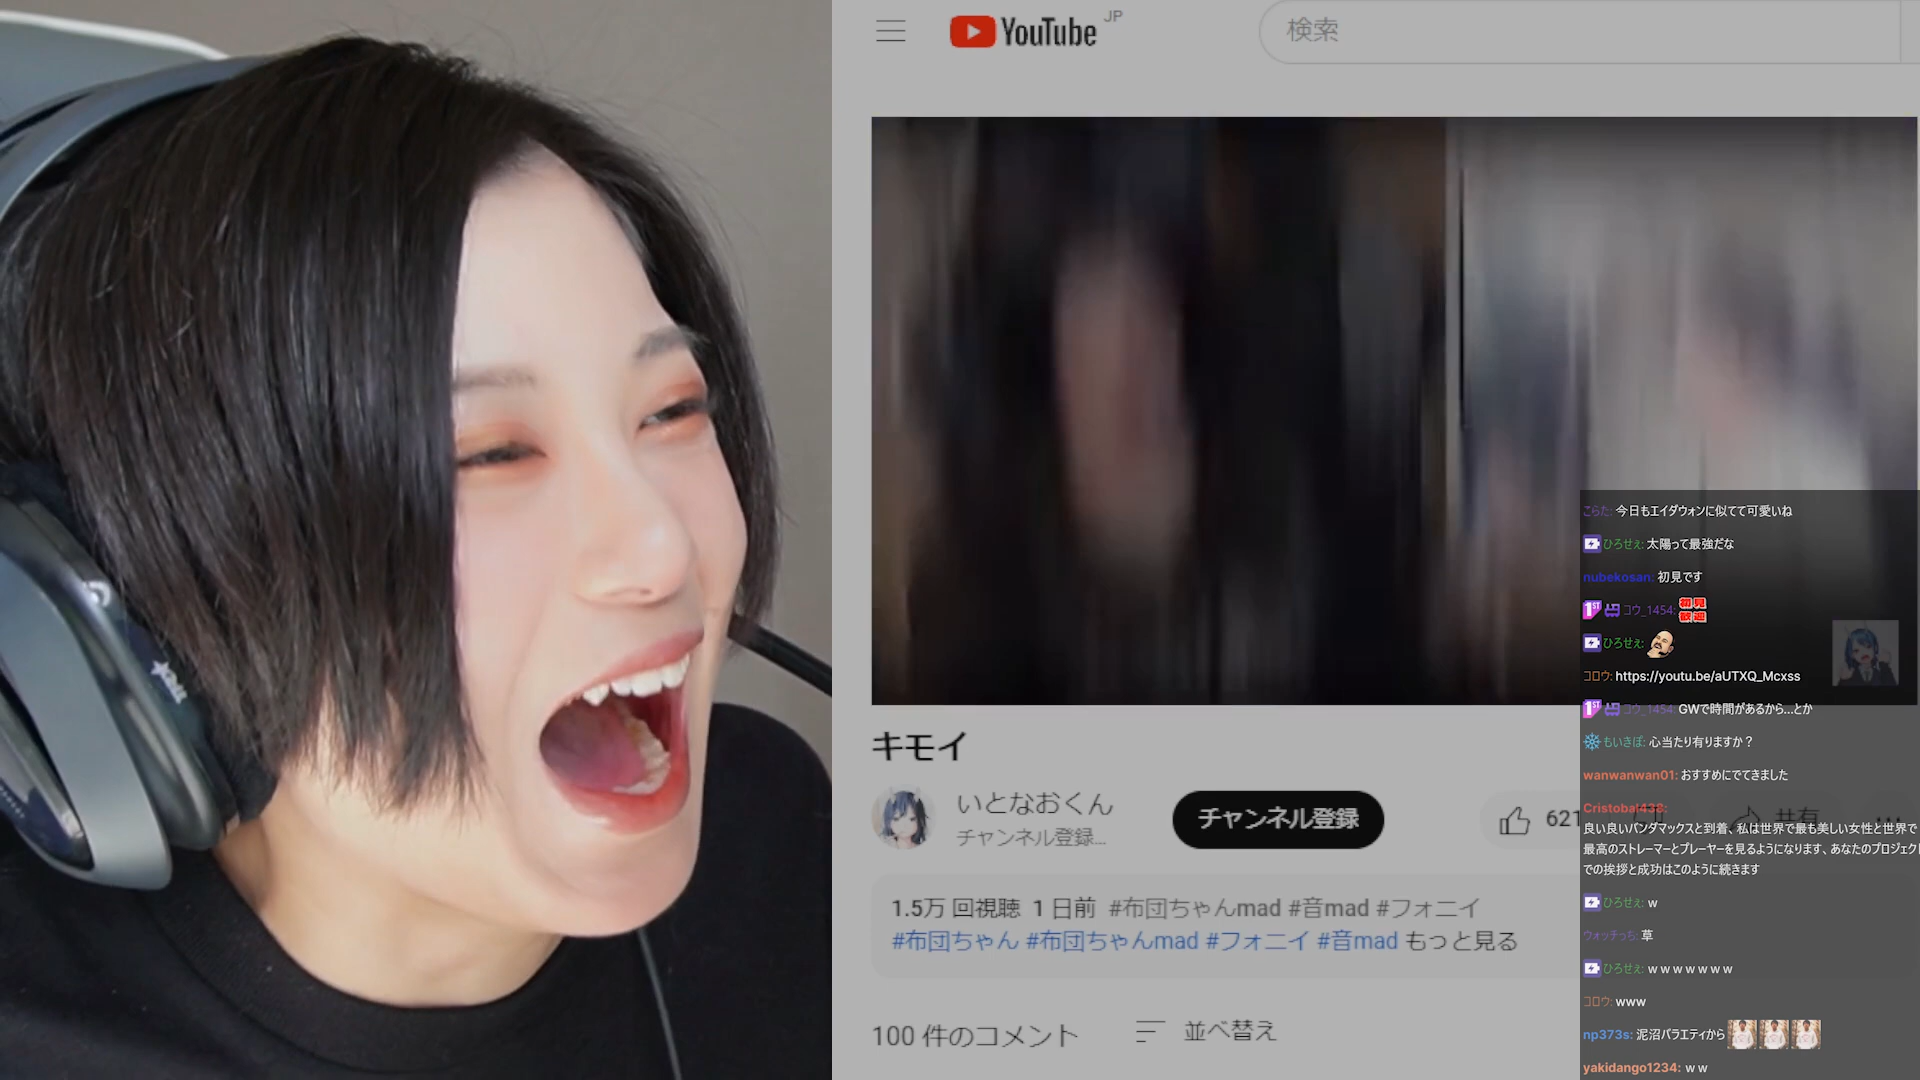 YouTube JP
検索
キモイ
いとなおくん
チャンネル登録...
チャンネル登録
621
共有
1.5万 回視聴 1 日前 #布団ちゃんmad #音mad #フォニイ
#布団ちゃん #布団ちゃんmad #フォニイ #音mad もっと見る
100 件のコメント
並べ替え
こらた: 今日もエイダウォンに似てて可愛いね
ひろせえ: 太陽って最強だな
nubekosan: 初見です
1ST コウ_1454: 初見歓迎
ひろせえ:
コロウ: https://youtu.be/aUTXQ_Mcxss
1ST コウ_1454: GWで時間があるから...とか
もいきぽ: 心当たり有りますか?
wanwanwan01: おすすめにでてきました
Cristobal438:
良い良いパンダマックスと到着、私は世界で最も美しい女性と世界で
最高のストレーマーとプレーヤーを見るようになります、あなたのプロジェクト
での挨拶と成功はこのように続きます
ひろせえ: w
ウォッチっち: 草
ひろせえ: w w w w w w w
コロウ: www
np373s: 泥沼バラエティから
yakidango1234: w w